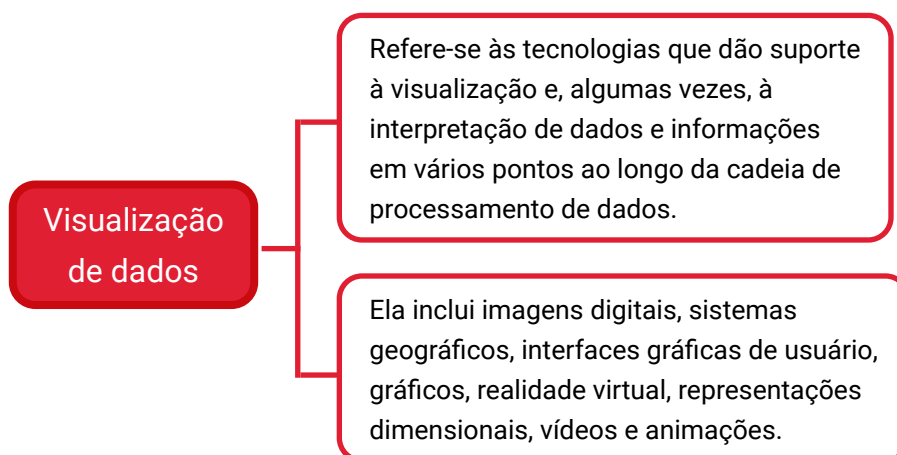 Visualização
de dados
Refere-se às tecnologias que dão suporte
à visualização e, algumas vezes, à
interpretação de dados e informações
em vários pontos ao longo da cadeia de
processamento de dados.
Ela inclui imagens digitais, sistemas
geográficos, interfaces gráficas de usuário,
gráficos, realidade virtual, representações
dimensionais, vídeos e animações.